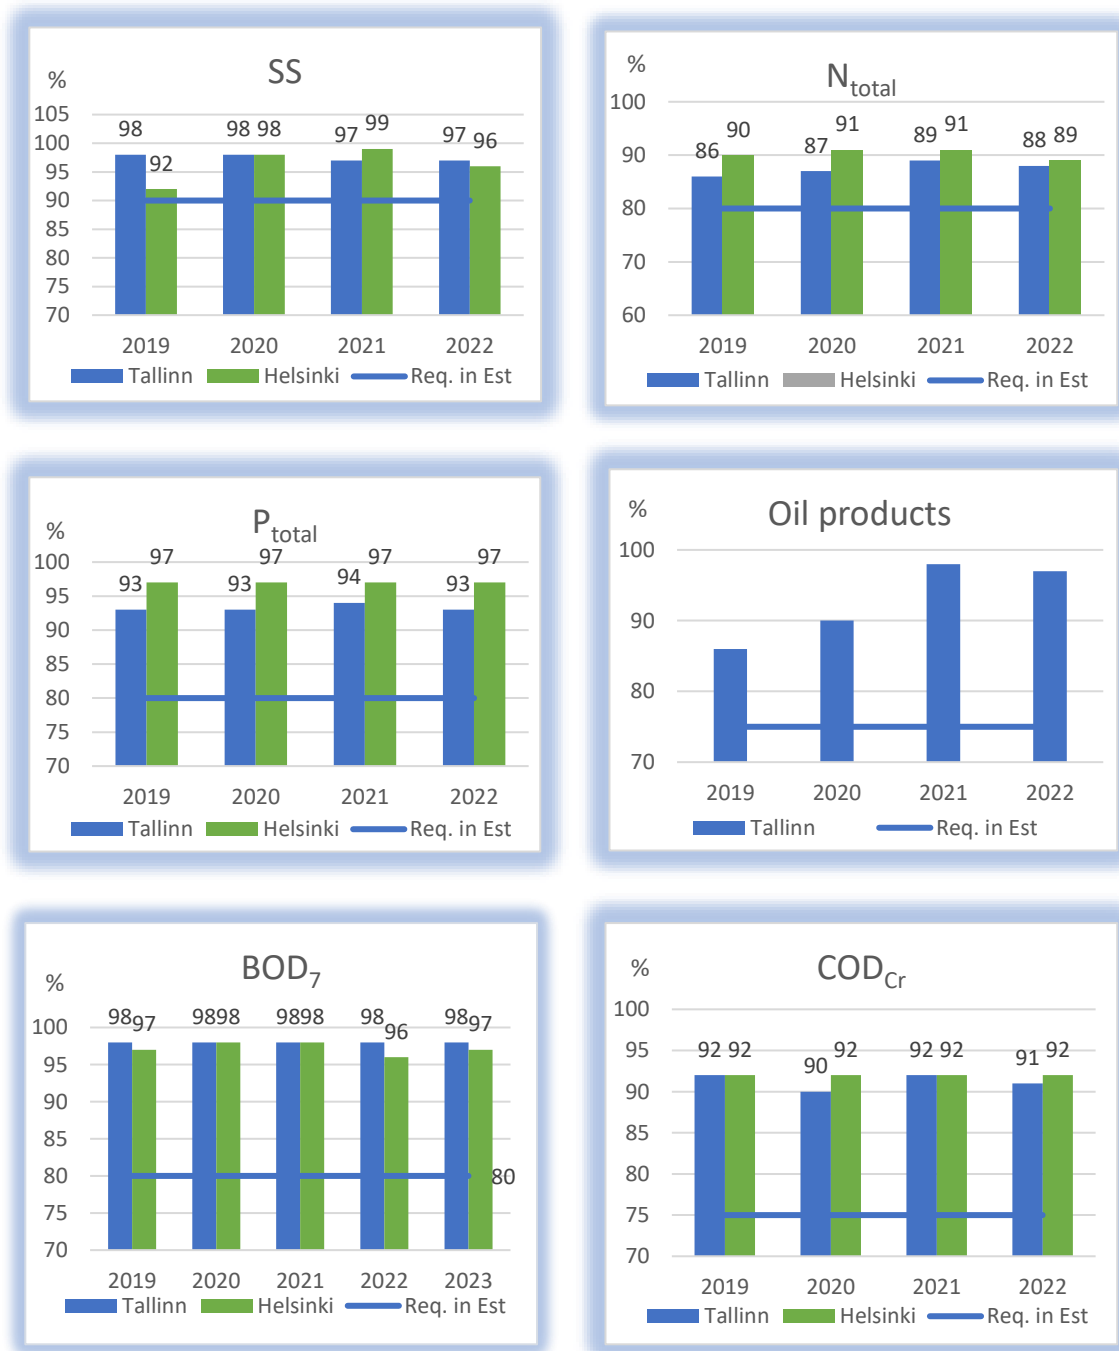 SS
%
105
100
95
90
85
80
75
70
98 92 98 98 97 99 97 96
2019 2020 2021 2022
Tallinn Helsinki Req. in Est
N total
%
100
90
80
70
60
86 90 87 91 89 91 88 89
2019 2020 2021 2022
Tallinn Helsinki Req. in Est
P total
%
100
95
90
85
80
75
70
93 97 93 97 94 97 93 97
2019 2020 2021 2022
Tallinn Helsinki Req. in Est
Oil products
%
100
90
80
70
2019 2020 2021 2022
Tallinn Req. in Est
BOD7
%
100
95
90
85
80
75
70
98 97 98 98 98 98 98 96 98 97
80
2019 2020 2021 2022 2023
Tallinn Helsinki Req. in Est
COD Cr
%
100
95
90
85
80
75
70
92 92 90 92 92 92 91 92
2019 2020 2021 2022
Tallinn Helsinki Req. in Est